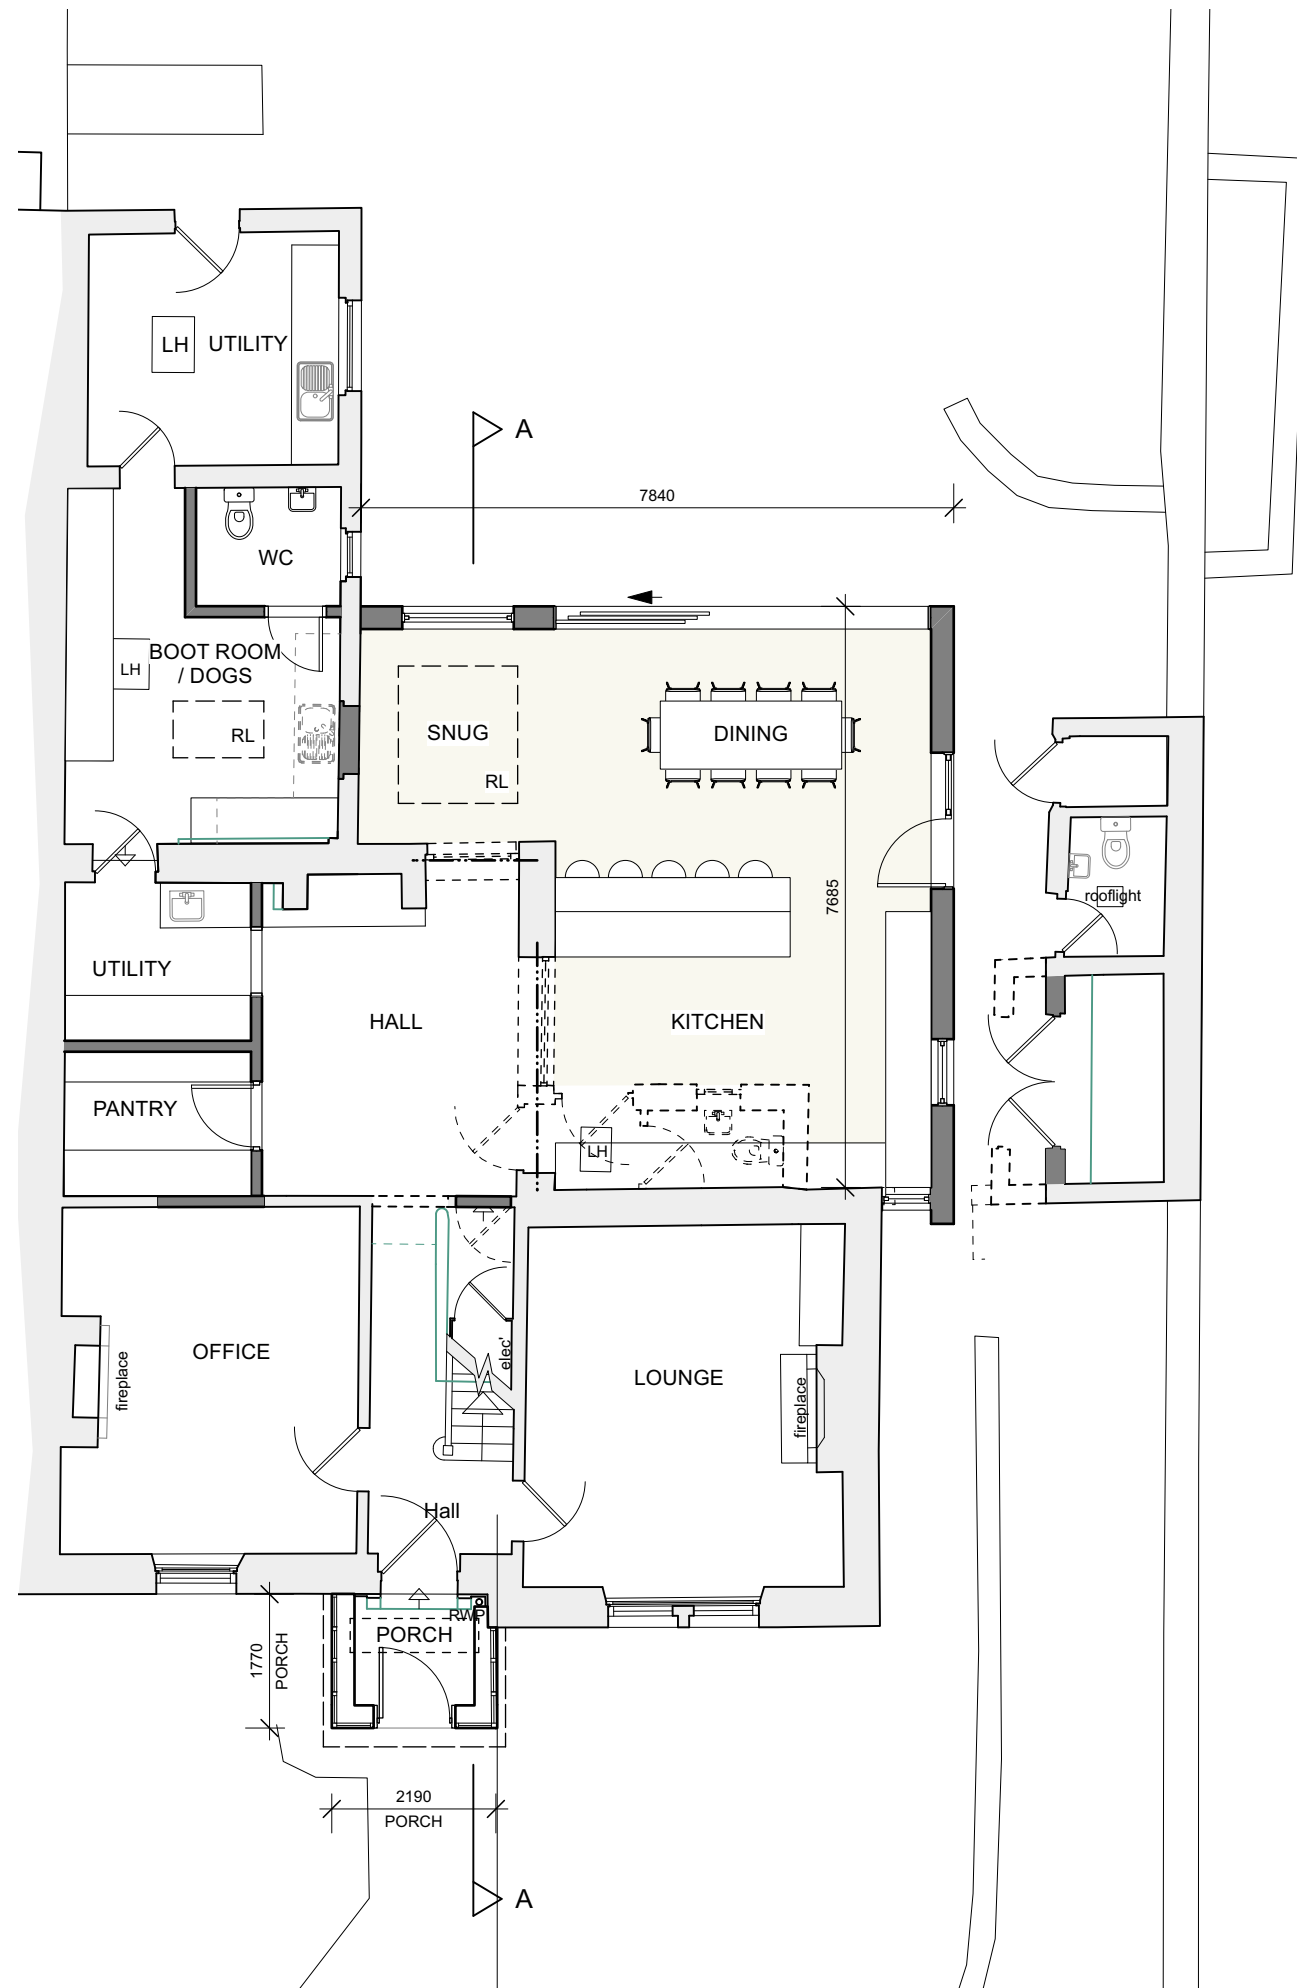 LH
UTILITY
A
7840
WC
BOOT ROOM
/ DOGS
LH
RL
SNUG
RL
DINING
7685
rooflight
UTILITY
HALL
KITCHEN
PANTRY
LH
OFFICE
fireplace
elec'
LOUNGE
fireplace
Hall
RWP
PORCH
1770
PORCH
2190
PORCH
A